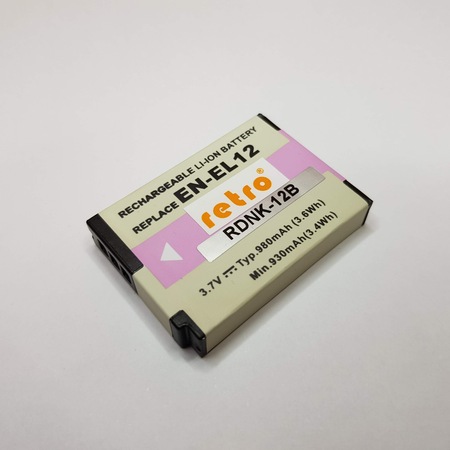 RECHARGEABLE LI-ION BATTERY
REPLACE EN-EL12
retro®
RDNK-12B
3.7V ⎓ Typ.980mAh (3.6Wh)
Min.930mAh(3.4Wh)